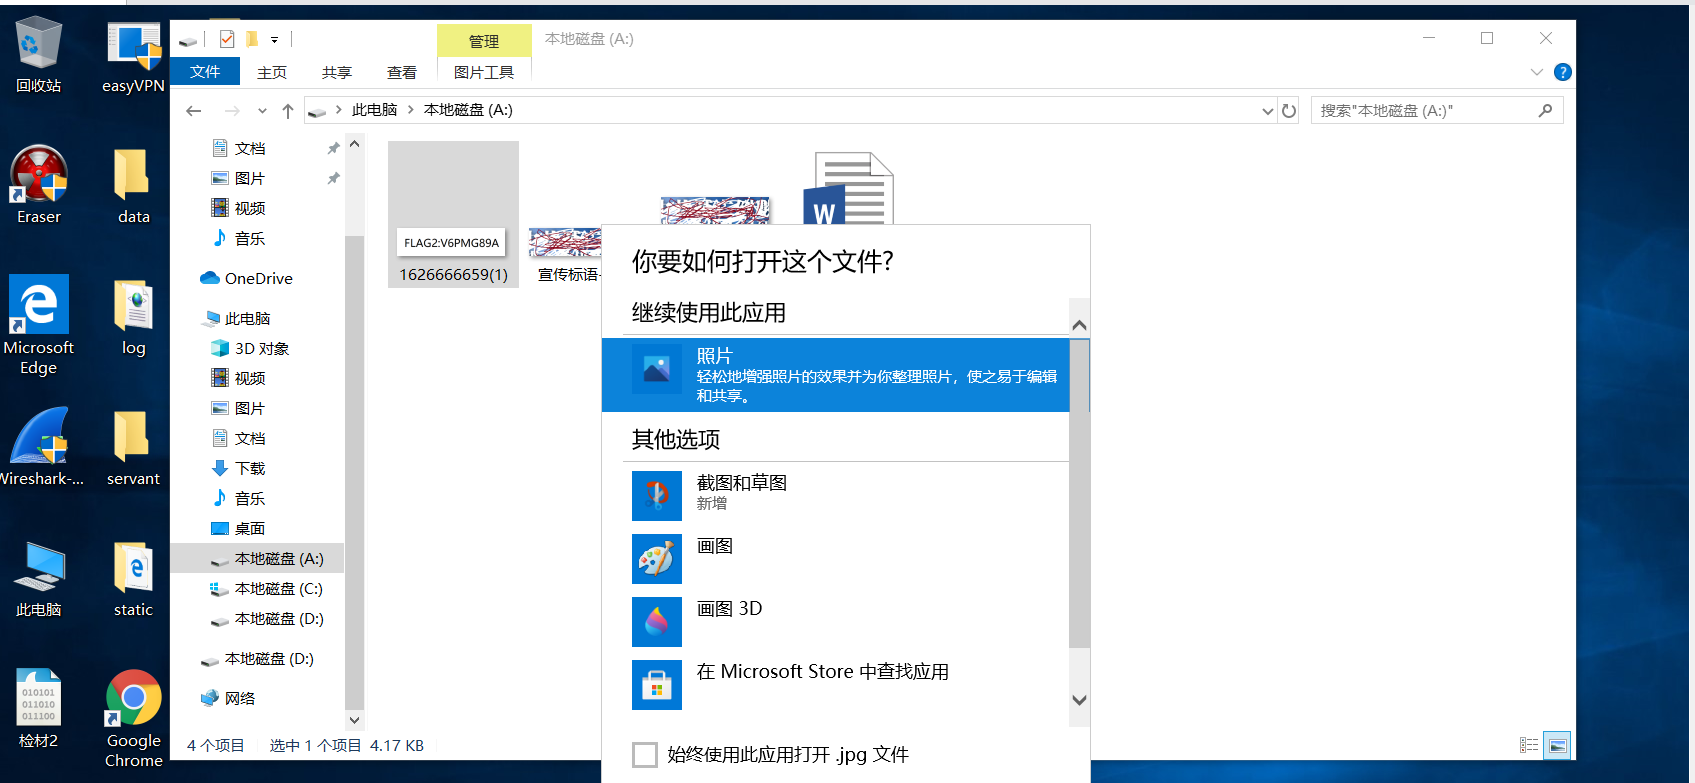 回收站
easyVPN
Eraser
data
Microsoft
Edge
log
Wireshark-...
servant
此电脑
static
检材2
Google
Chrome
管理
本地磁盘 (A:)
文件
主页
共享
查看
图片工具
此电脑
本地磁盘 (A:)
搜索"本地磁盘 (A:)"
文档
图片
视频
音乐
OneDrive
此电脑
3D 对象
视频
图片
文档
下载
音乐
桌面
本地磁盘 (A:)
本地磁盘 (C:)
本地磁盘 (D:)
本地磁盘 (D:)
网络
FLAG2:V6PMG89A
1626666659(1)
宣传标语-
W
你要如何打开这个文件?
继续使用此应用
照片
轻松地增强照片的效果并为你整理照片，使之易于编辑
和共享。
其他选项
截图和草图
新增
画图
画图 3D
在 Microsoft Store 中查找应用
始终使用此应用打开 .jpg 文件
4 个项目
选中 1 个项目 4.17 KB
010101
011010
011100